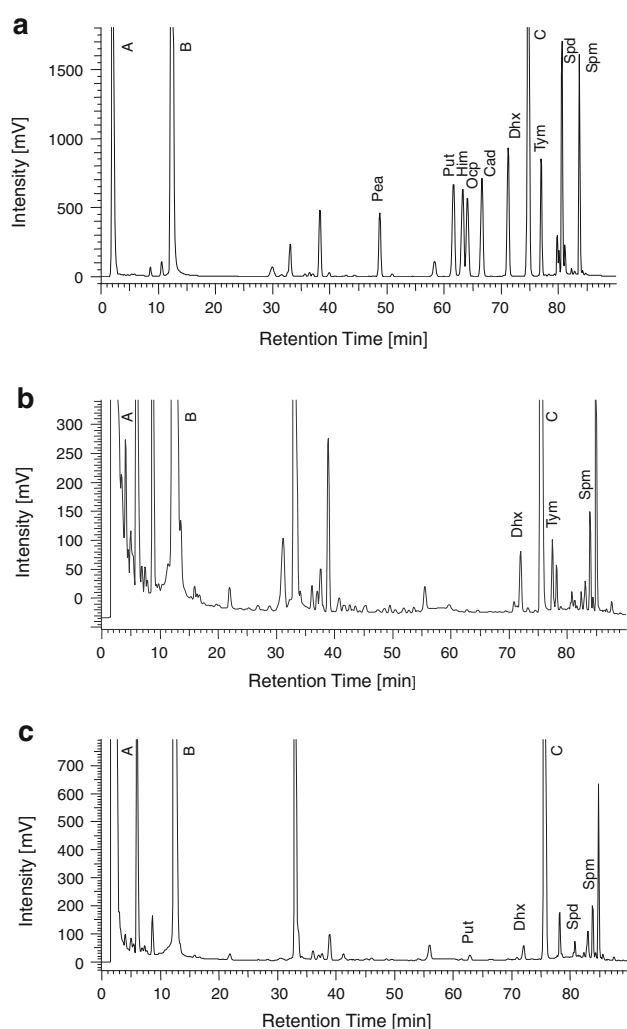 a
Intensity [mV]
1500
1000
500
0
A
B
Pea
Put
Him
Ocp
Cad
Dhx
C
Tym
Spd
Spm
0 10 20 30 40 50 60 70 80
Retention Time [min]
b
Intensity [mV]
300
250
200
150
100
50
0
A
B
Dhx
C
Tym
Spm
0 10 20 30 40 50 60 70 80
Retention Time [min]
c
Intensity [mV]
700
600
500
400
300
200
100
0
A
B
Put
Dhx
C
Spd
Spm
0 10 20 30 40 50 60 70 80
Retention Time [min]